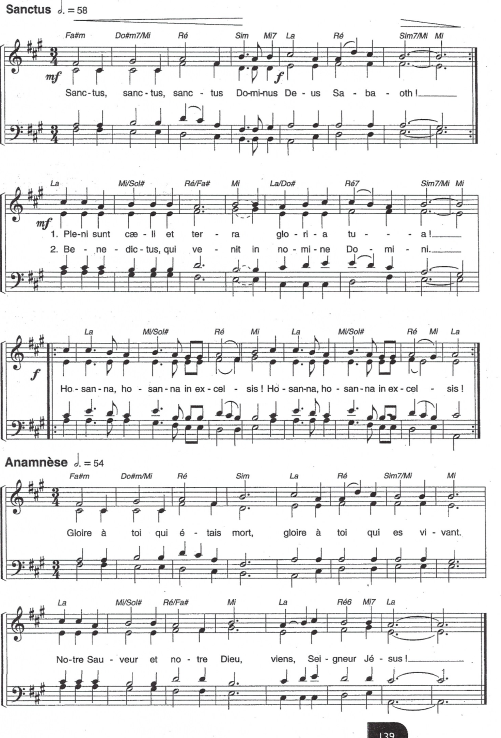 Sanctus 𝅗𝅥. = 58
Fa#m Do#m7/Mi Ré Sim Mi7 La Ré Sim7/Mi Mi
mf f
Sanc-tus, sanc-tus, sanc-tus Do-mi-nus De-us Sa-ba-oth !
La Mi/Sol# Ré/Fa# Mi La/Do# Ré7 Sim7/Mi Mi
mf
1. Ple-ni sunt cæ-li et ter-ra glo-ri-a tu-a !
2. Be-ne-dic-tus, qui ve-nit in no-mi-ne Do-mi-ni.
La Mi/Sol# Ré Mi La Mi/Sol# Ré Mi La
f
Ho-san-na, ho-san-na in ex-cel-sis ! Ho-san-na, ho-san-na in ex-cel-sis !
Anamnèse 𝅗𝅥. = 54
Fa#m Do#m/Mi Ré Sim La Ré Sim7/Mi Mi
Gloire à toi qui é-tais mort, gloire à toi qui es vi-vant.
La Mi/Sol# Ré/Fa# Mi La Ré6 Mi7 La
No-tre Sau-veur et no-tre Dieu, viens, Sei-gneur Jé-sus !
139